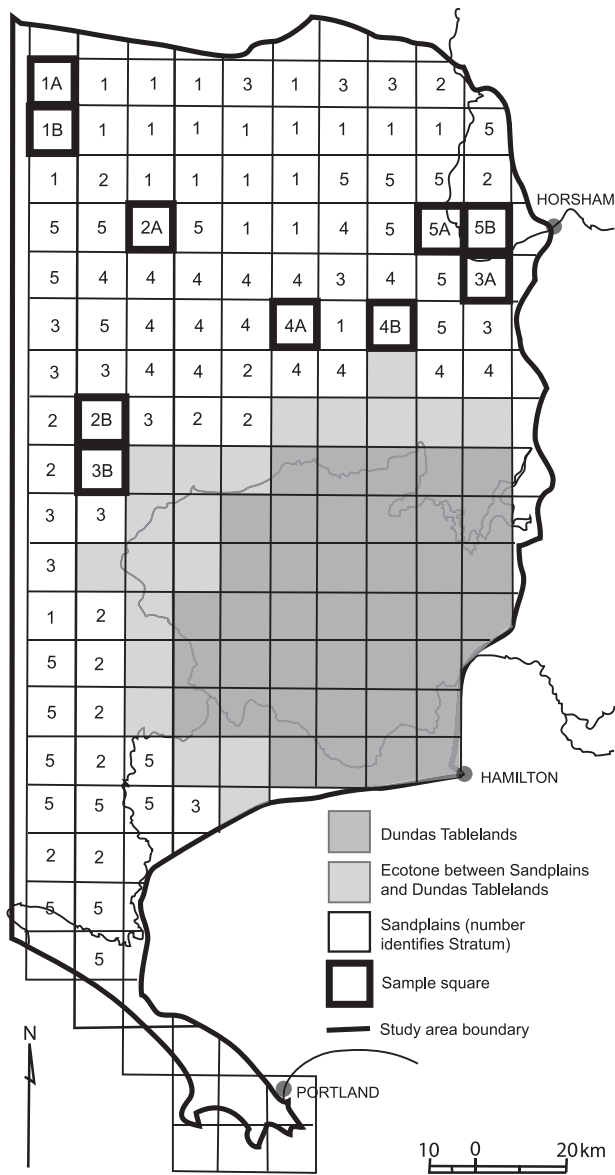 1A 1 1 1 3 1 3 3 2
1B 1 1 1 1 1 1 1 1 5
1 2 1 1 1 1 5 5 5 2
HORSHAM
5 5 2A 5 1 1 4 5 5A 5B
5 4 4 4 4 4 3 4 5 3A
3 5 4 4 4 4A 1 4B 5 3
3 3 4 4 2 4 4 4 4
2 2B 3 2 2
2 3B
3 3
3
1 2
5 2
5 2
5 2 5
HAMILTON
5 5 5 3
2 2
5 5
5
Dundas Tablelands
Ecotone between Sandplains
and Dundas Tablelands
Sandplains (number
identifies Stratum)
Sample square
Study area boundary
N
PORTLAND
10 0 20 km